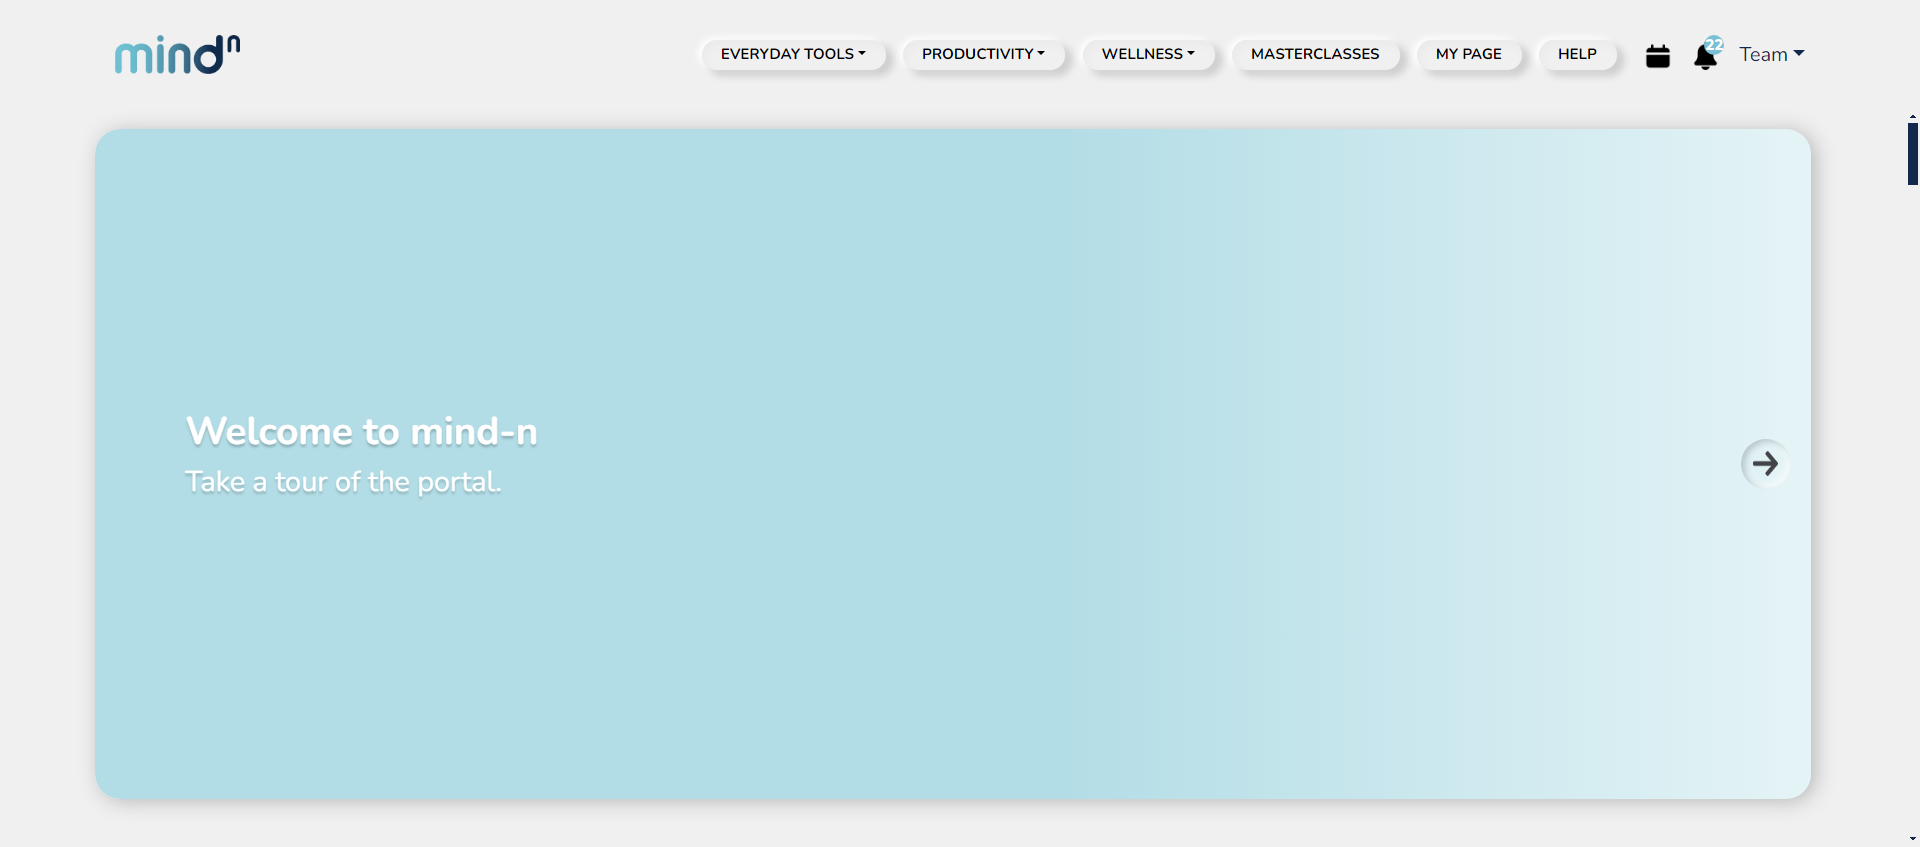 mind^n
EVERYDAY TOOLS
PRODUCTIVITY
WELLNESS
MASTERCLASSES
MY PAGE
HELP
22
Team
Welcome to mind-n
Take a tour of the portal.